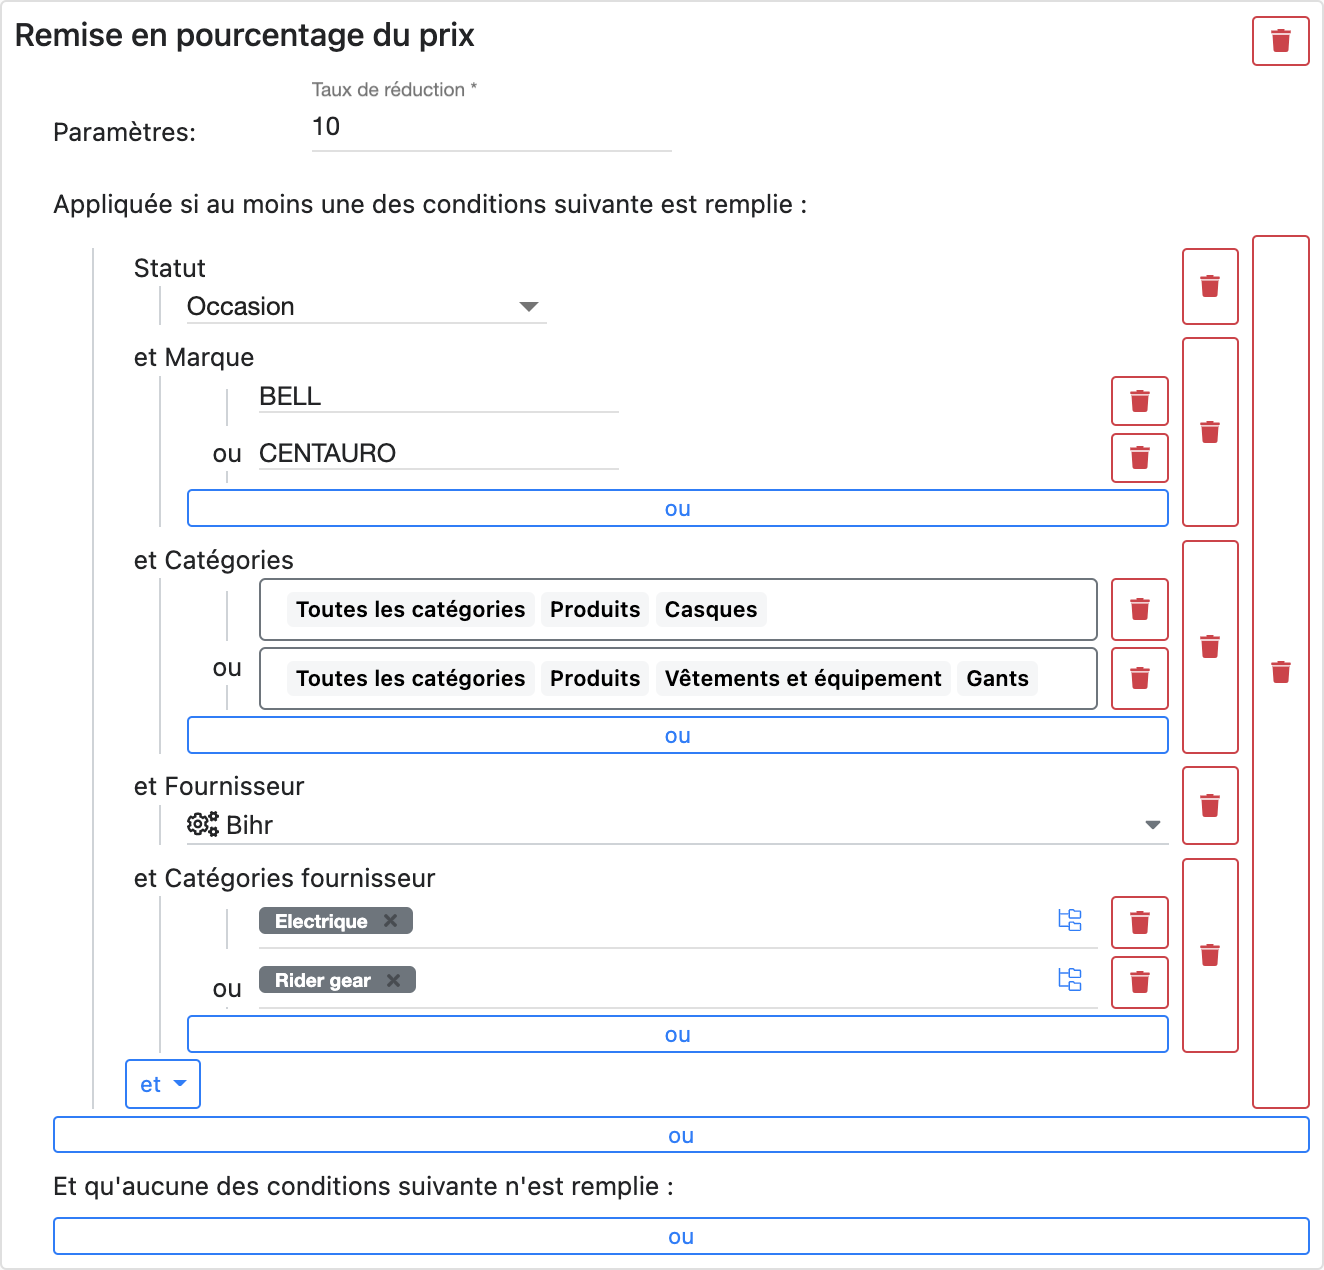 Remise en pourcentage du prix
Taux de réduction *
Paramètres:
10
Appliquée si au moins une des conditions suivante est remplie :
Statut
Occasion
et Marque
BELL
ou CENTAURO
ou
et Catégories
Toutes les catégories Produits Casques
ou
Toutes les catégories Produits Vêtements et équipement Gants
ou
et Fournisseur
Bihr
et Catégories fournisseur
Electrique
ou Rider gear
ou
et
ou
Et qu'aucune des conditions suivante n'est remplie :
ou